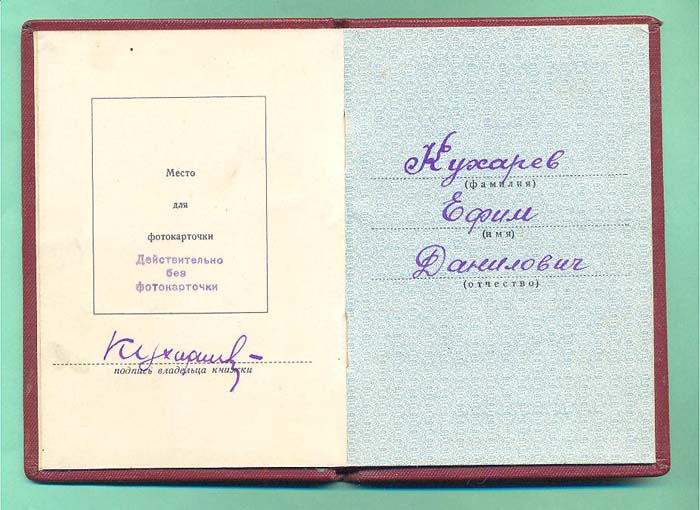 Место
для
фотокарточки
Действительно
без
фотокарточки
подпись владельца книжки
Кухарев
(фамилия)
Ефим
(имя)
Данилович
(отчество)